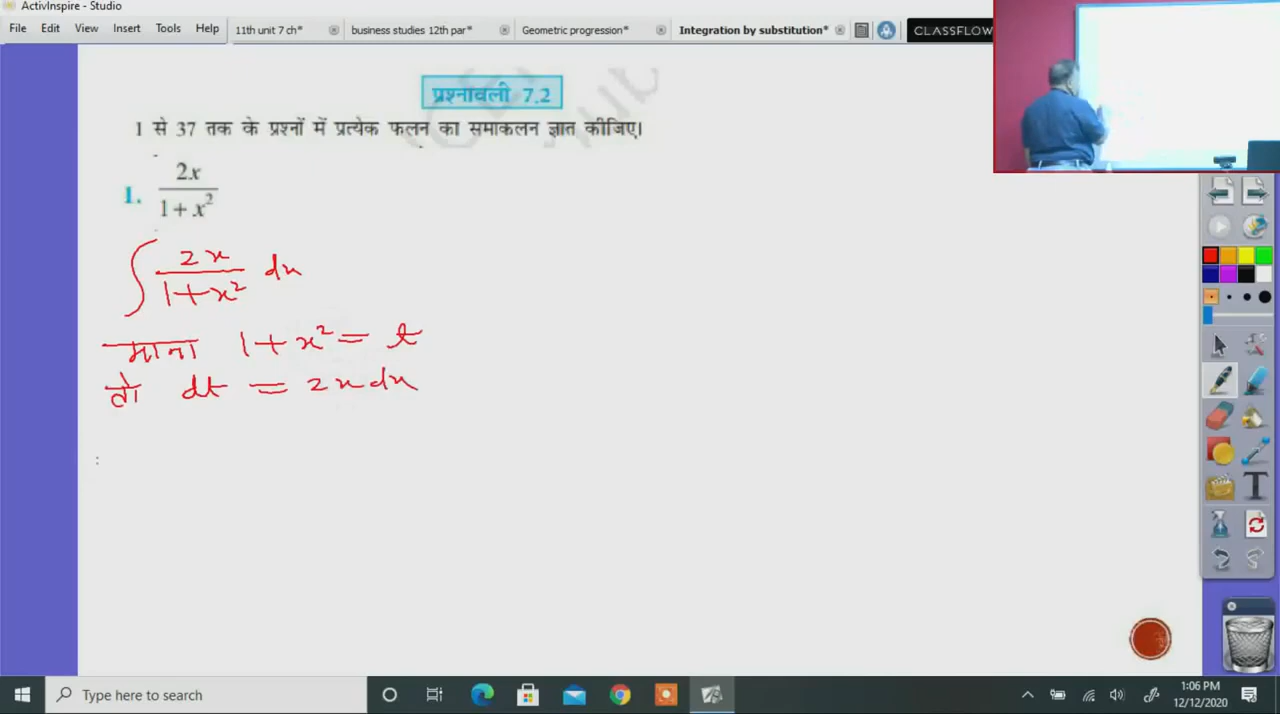 ActivInspire - Studio
File Edit View Insert Tools Help
11th unit 7 ch* business studies 12th par* Geometric progression* Integration by substitution* CLASSFLOW
प्रश्नावली 7.2
1 से 37 तक के प्रश्नों में प्रत्येक फलन का समाकलन ज्ञात कीजिए।
1. 2x / 1 + x²
∫ 2x / 1+x² dx
माना 1+x² = t
तो dt = 2x dx
T
Type here to search
1:06 PM
12/12/2020